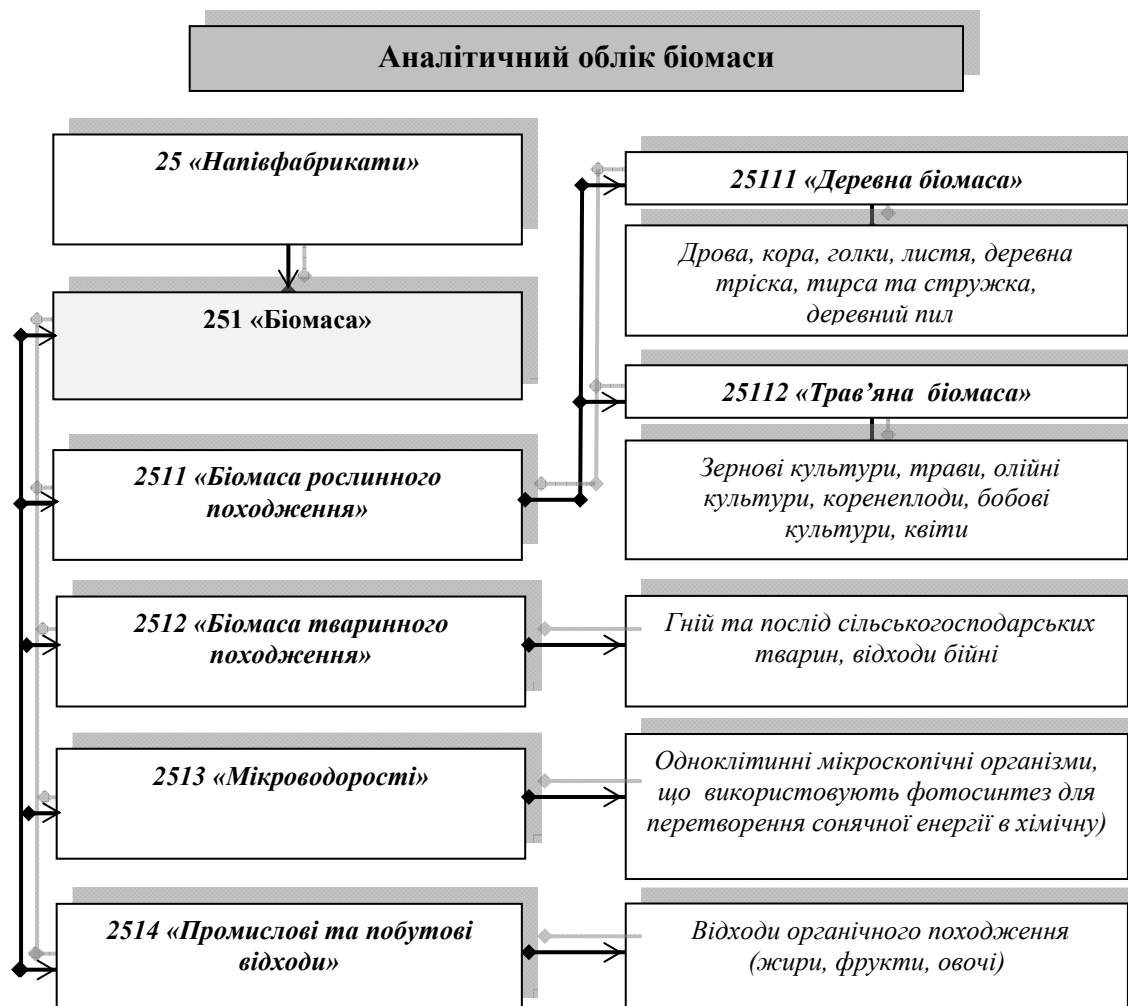 Аналітичний облік біомаси
25 «Напівфабрикати»
251 «Біомаса»
2511 «Біомаса рослинного
походження»
2512 «Біомаса тваринного
походження»
2513 «Мікроводорості»
2514 «Промислові та побутові
відходи»
25111 «Деревна біомаса»
Дрова, кора, голки, листя, деревна
тріска, тирса та стружка,
деревний пил
25112 «Трав’яна біомаса»
Зернові культури, трави, олійні
культури, коренеплоди, бобові
культури, квіти
Гній та послід сільськогосподарських
тварин, відходи бійні
Одноклітинні мікроскопічні організми,
що використовують фотосинтез для
перетворення сонячної енергії в хімічну)
Відходи органічного походження
(жири, фрукти, овочі)